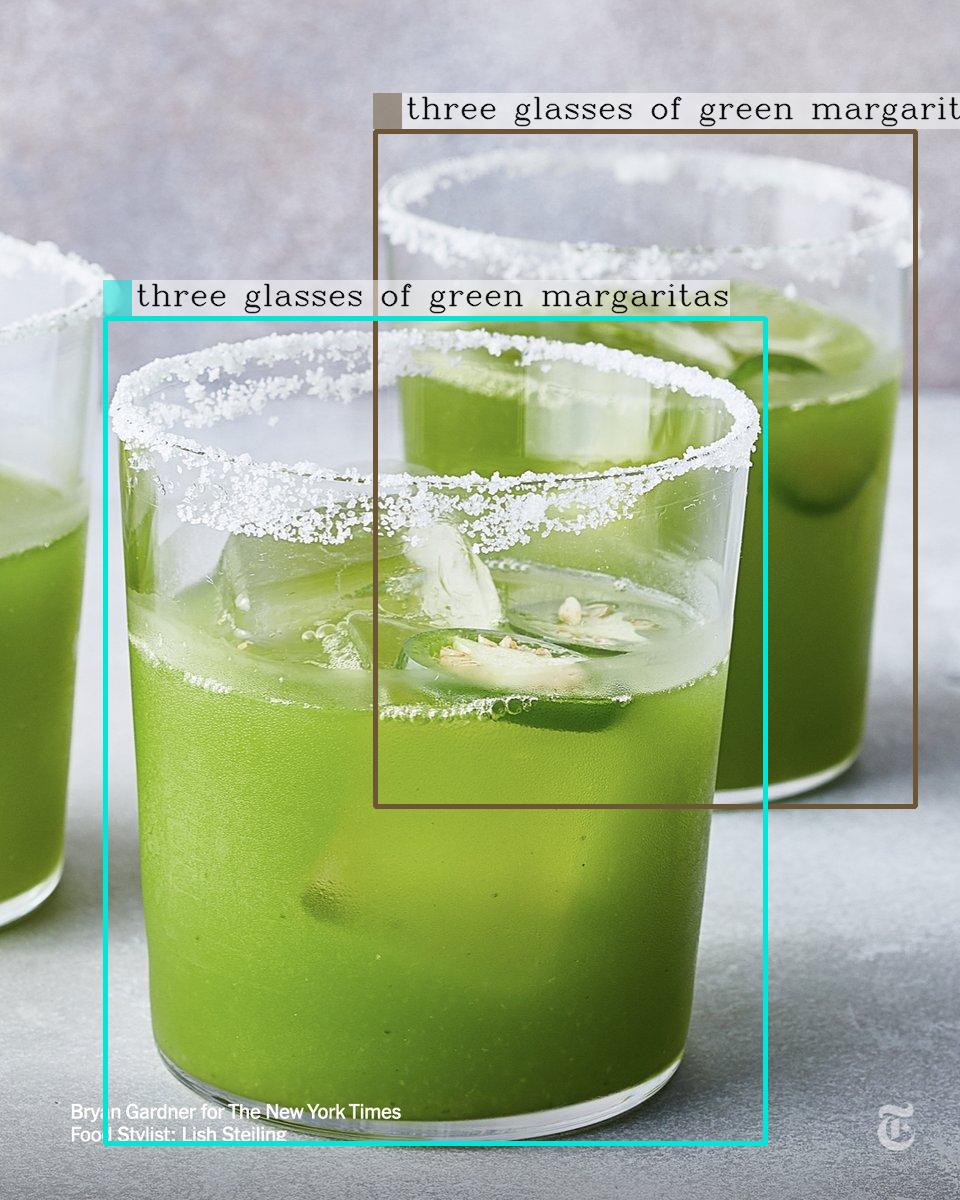 three glasses of green margarit
three glasses of green margaritas
Bryan Gardner for The New York Times
Food Stylist: Lish Steiling
T